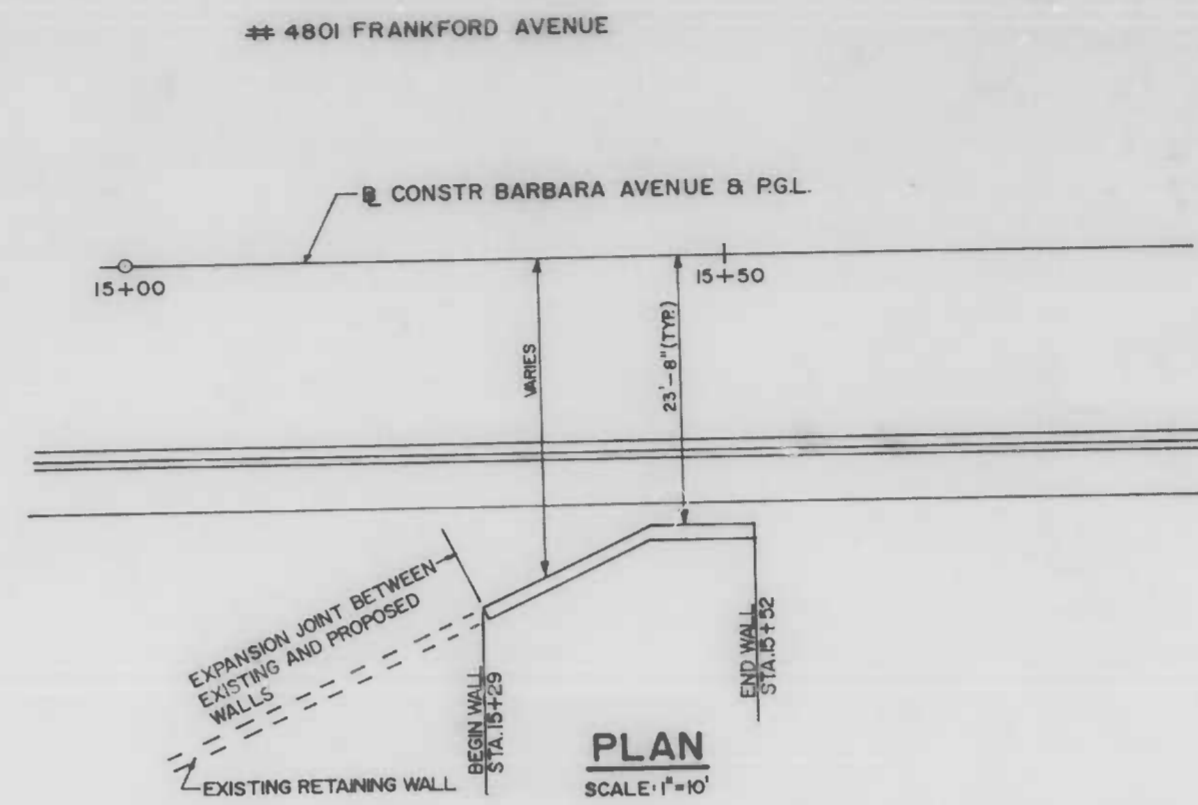 # 4801 FRANKFORD AVENUE
B CONSTR BARBARA AVENUE & P.G.L.
15+00
15+50
VARIES
23'-8" (TYP.)
EXPANSION JOINT BETWEEN
EXISTING AND PROPOSED
WALLS
EXISTING RETAINING WALL
BEGIN WALL
STA.15+29
END WALL
STA.15+52
PLAN
SCALE: 1"=10'